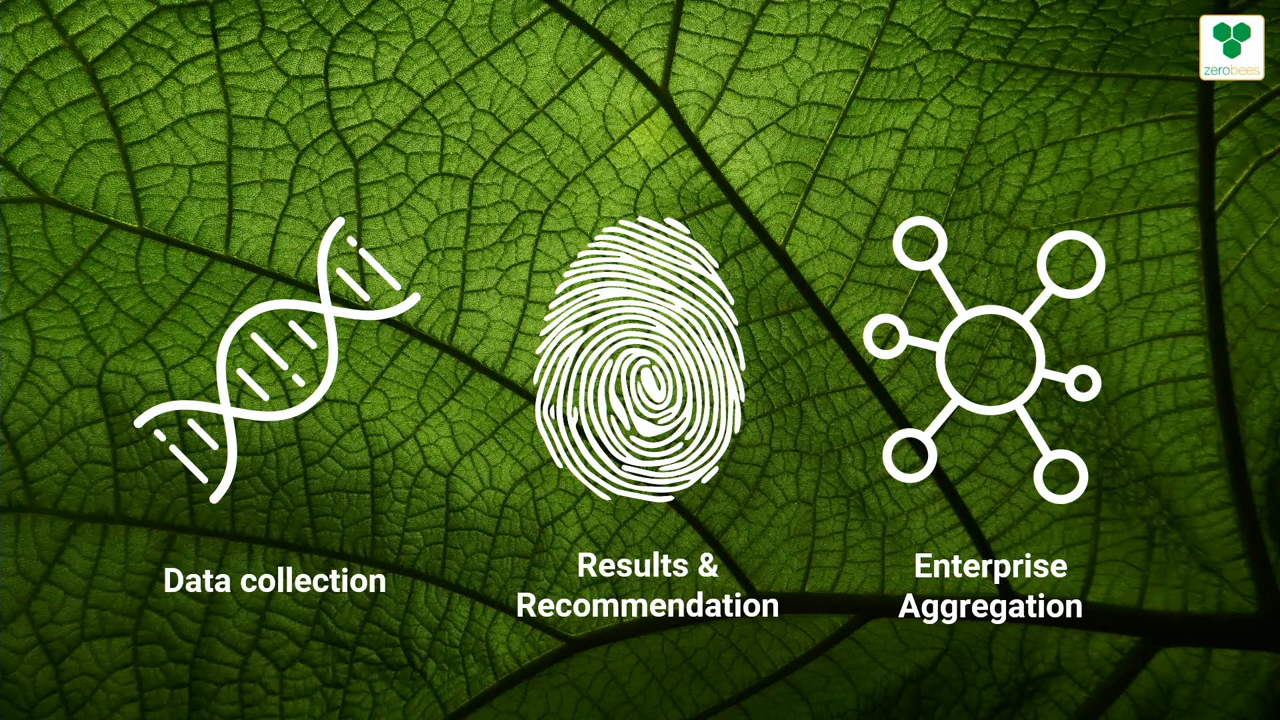 zerobees
Data collection
Results &
Recommendation
Enterprise
Aggregation